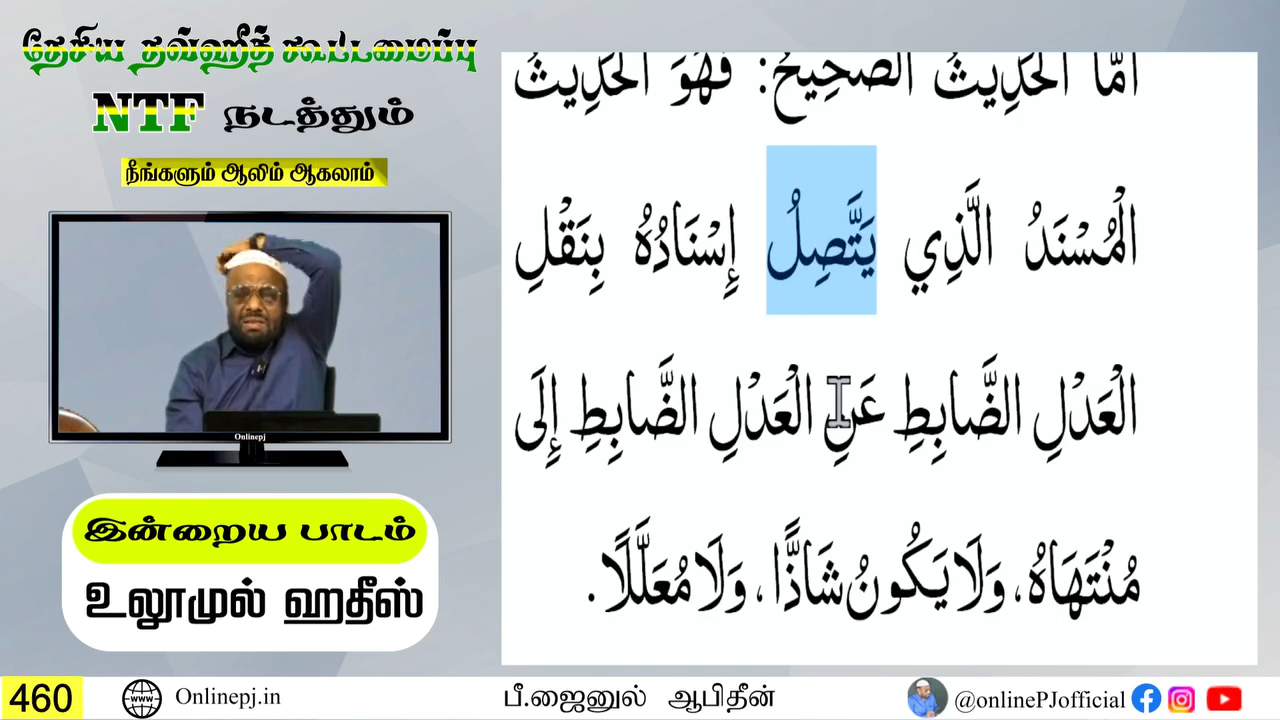 தேசிய தவ்ஹீத் கூட்டமைப்பு
NTF நடத்தும்
நீங்களும் ஆலிம் ஆகலாம்
Onlinepj
இன்றைய பாடம்
உலூமுல் ஹதீஸ்
أَمَّا الْحَدِيثُ الصَّحِيحُ: فَهُوَ الْحَدِيثُ
الْمُسْنَدُ الَّذِي يَتَّصِلُ إِسْنَادُهُ بِنَقْلِ
الْعَدْلِ الضَّابِطِ عَنِ الْعَدْلِ الضَّابِطِ إِلَى
مُنْتَهَاهُ، وَلَا يَكُونُ شَاذًّا، وَلَا مُعَلَّلًا.
460 WWW Onlinepj.in பீ.ஜைனுல் ஆபிதீன் @onlinePJofficial